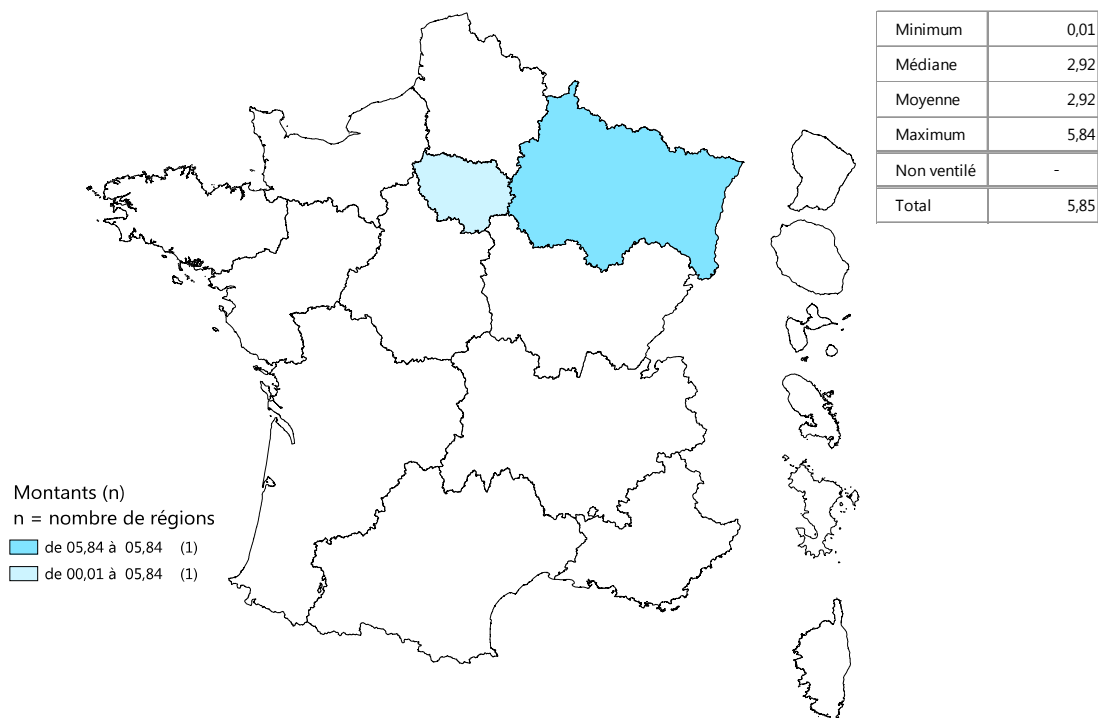 Minimum 0,01
Médiane 2,92
Moyenne 2,92
Maximum 5,84
Non ventilé -
Total 5,85
Montants (n)
n = nombre de régions
de 05,84 à 05,84 (1)
de 00,01 à 05,84 (1)